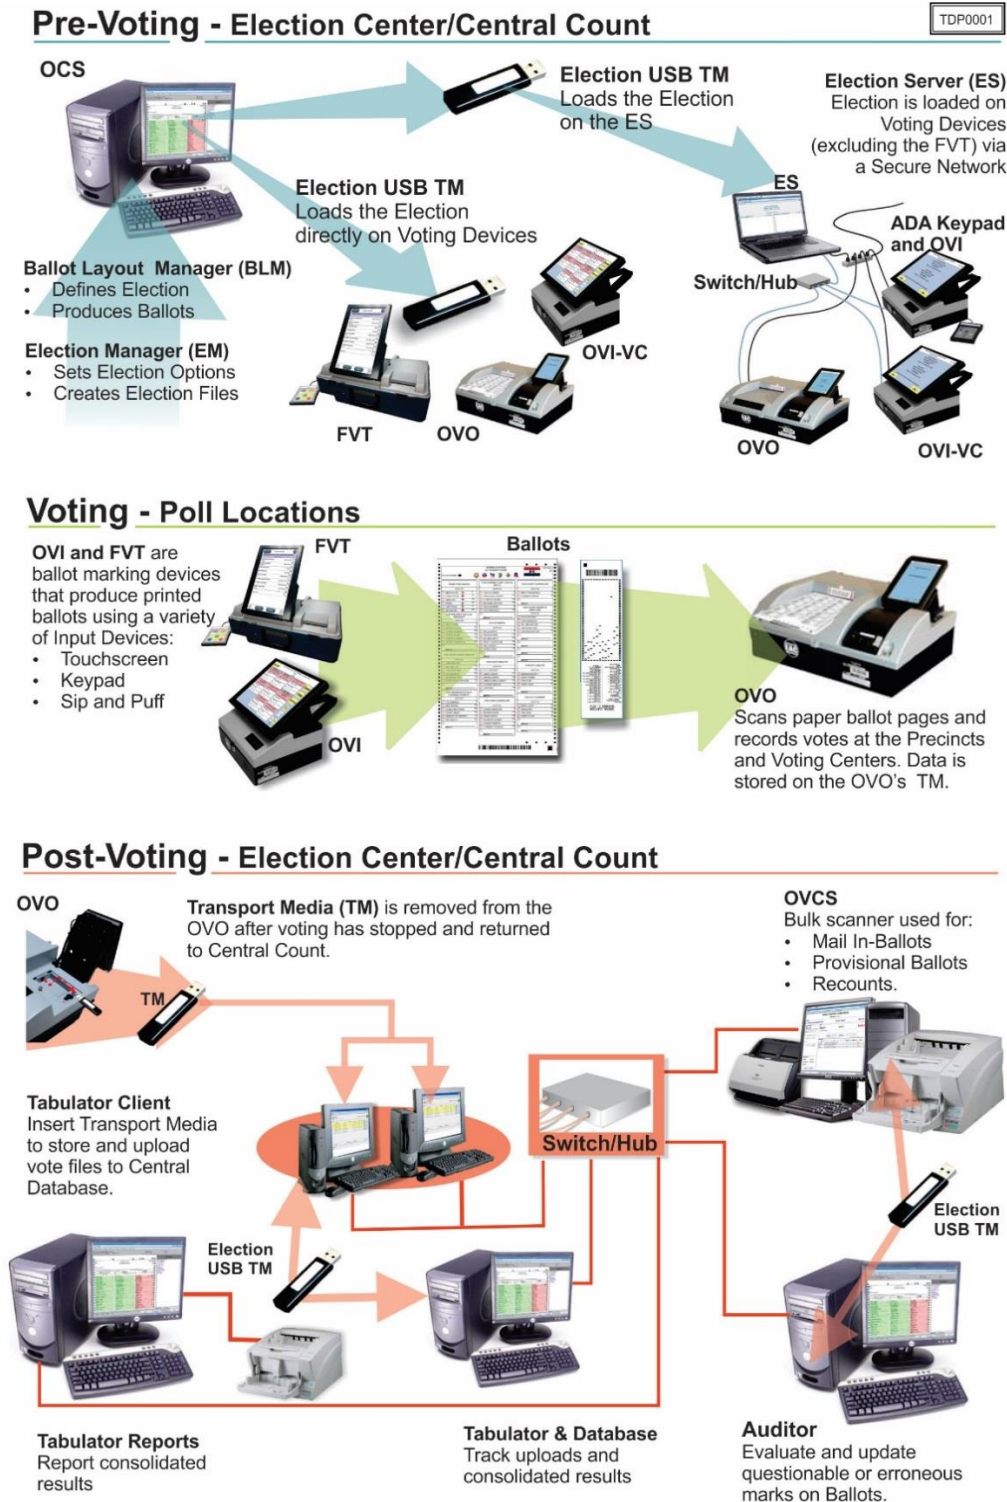 Pre-Voting - Election Center/Central Count
TDP0001
OCS
Election USB TM
Loads the Election
on the ES
Election Server (ES)
Election is loaded on
Voting Devices
(excluding the FVT) via
a Secure Network
Election USB TM
Loads the Election
directly on Voting Devices
ES
ADA Keypad
and OVI
Switch/Hub
Ballot Layout Manager (BLM)
• Defines Election
• Produces Ballots
Election Manager (EM)
• Sets Election Options
• Creates Election Files
OVI-VC
FVT
OVO
OVO
OVI-VC
Voting - Poll Locations
OVI and FVT are
ballot marking devices
that produce printed
ballots using a variety
of Input Devices:
• Touchscreen
• Keypad
• Sip and Puff
FVT
OVI
Ballots
OVO
Scans paper ballot pages and
records votes at the Precincts
and Voting Centers. Data is
stored on the OVO's TM.
Post-Voting - Election Center/Central Count
OVO
TM
Transport Media (TM) is removed from the
OVO after voting has stopped and returned
to Central Count.
OVCS
Bulk scanner used for:
• Mail In-Ballots
• Provisional Ballots
• Recounts.
Tabulator Client
Insert Transport Media
to store and upload
vote files to Central
Database.
Switch/Hub
Election
USB TM
Election
USB TM
Tabulator Reports
Report consolidated
results
Tabulator & Database
Track uploads and
consolidated results
Auditor
Evaluate and update
questionable or erroneous
marks on Ballots.